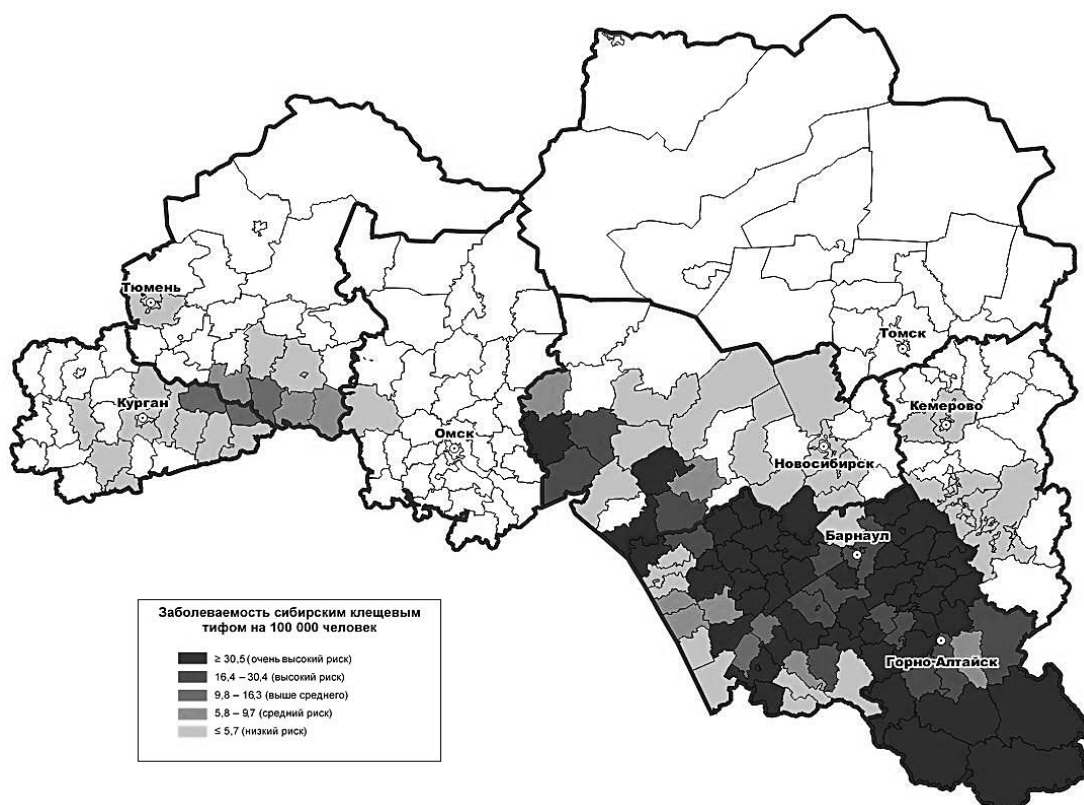 Тюмень
Томск
Курган
Кемерово
Омск
Новосибирск
Барнаул
Горно-Алтайск
Заболеваемость сибирским клещевым
тифом на 100 000 человек
≥ 30,5 (очень высокий риск)
16,4 – 30,4 (высокий риск)
9,8 – 16,3 (выше среднего)
5,8 – 9,7 (средний риск)
≤ 5,7 (низкий риск)